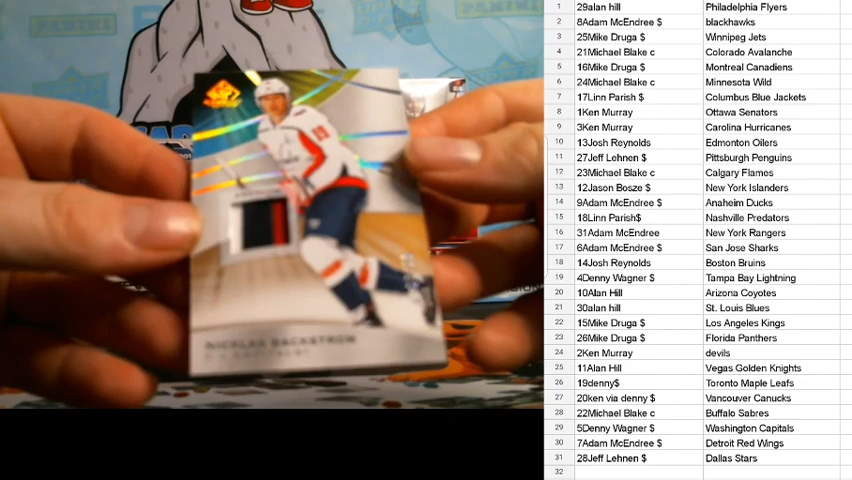 PANINI
PANINI
NICKLAS BACKSTROM
1 29alan hill Philadelphia Flyers
2 8Adam McEndree $ blackhawks
3 25Mike Druga $ Winnipeg Jets
4 21Michael Blake c Colorado Avalanche
5 16Mike Druga $ Montreal Canadiens
6 24Michael Blake c Minnesota Wild
7 17Linn Parish $ Columbus Blue Jackets
8 1Ken Murray Ottawa Senators
9 3Ken Murray Carolina Hurricanes
10 13Josh Reynolds Edmonton Oilers
11 27Jeff Lehnen $ Pittsburgh Penguins
12 23Michael Blake c Calgary Flames
13 12Jason Bosze $ New York Islanders
14 9Adam McEndree $ Anaheim Ducks
15 18Linn Parish$ Nashville Predators
16 31Adam McEndree New York Rangers
17 6Adam McEndree $ San Jose Sharks
18 14Josh Reynolds Boston Bruins
19 4Denny Wagner $ Tampa Bay Lightning
20 10Alan Hill Arizona Coyotes
21 30alan hill St. Louis Blues
22 15Mike Druga $ Los Angeles Kings
23 26Mike Druga $ Florida Panthers
24 2Ken Murray devils
25 11Alan Hill Vegas Golden Knights
26 19denny$ Toronto Maple Leafs
27 20ken via denny $ Vancouver Canucks
28 22Michael Blake c Buffalo Sabres
29 5Denny Wagner $ Washington Capitals
30 7Adam McEndree $ Detroit Red Wings
31 28Jeff Lehnen $ Dallas Stars
32